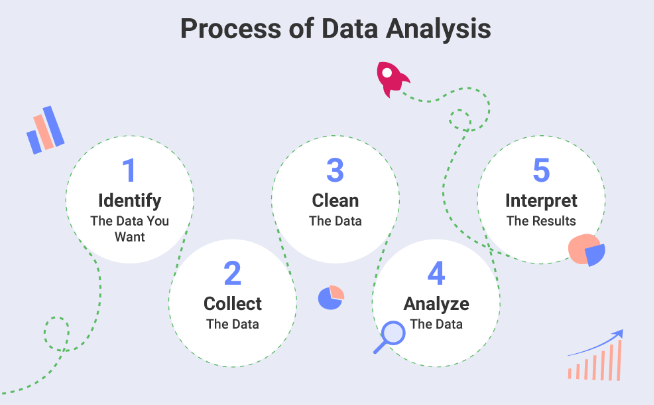 Process of Data Analysis
1
Identify
The Data You
Want
2
Collect
The Data
3
Clean
The Data
4
Analyze
The Data
5
Interpret
The Results